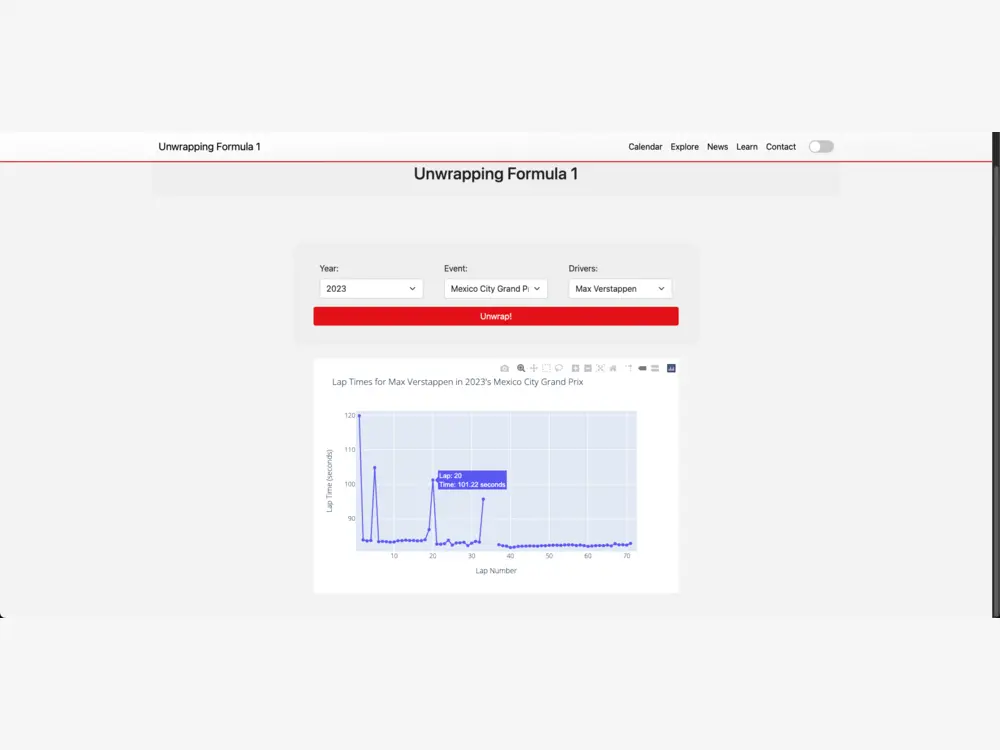 Unwrapping Formula 1
Calendar Explore News Learn Contact
Unwrapping Formula 1
Year: Event: Drivers:
2023 Mexico City Grand Pr Max Verstappen
Unwrap!
Lap Times for Max Verstappen in 2023's Mexico City Grand Prix
120
110
100
90
Lap Time (seconds)
Lap: 20
Time: 101.22 seconds
10 20 30 40 50 60 70
Lap Number